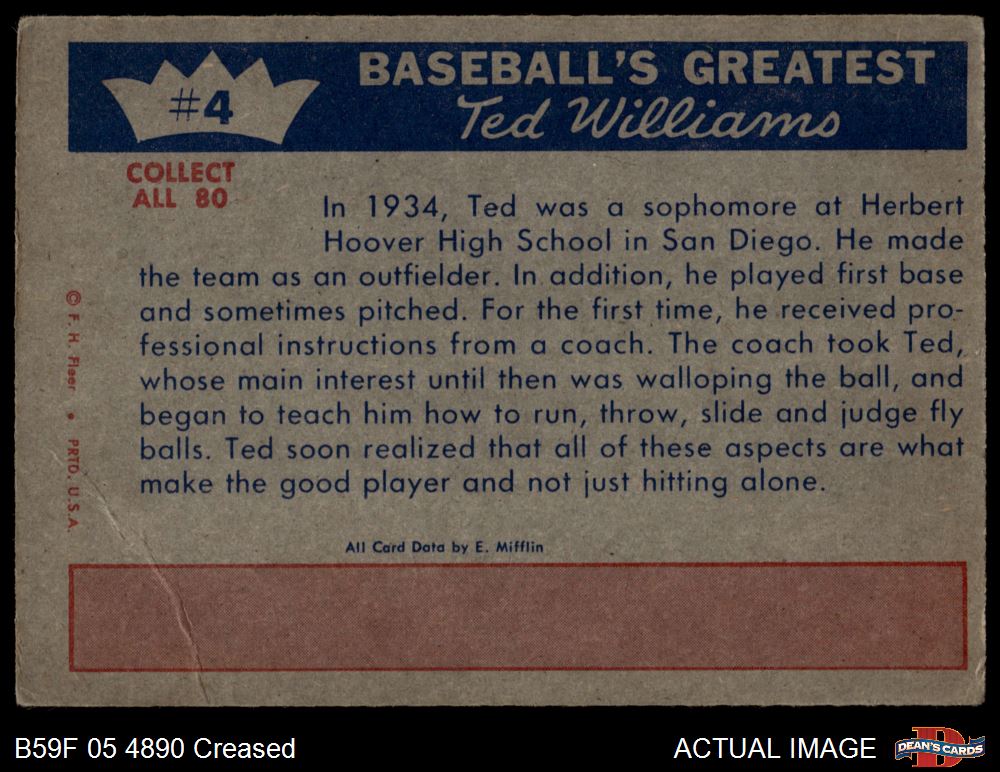 #4
BASEBALL'S GREATEST
Ted Williams
COLLECT
ALL 80
In 1934, Ted was a sophomore at Herbert
Hoover High School in San Diego. He made
the team as an outfielder. In addition, he played first base
and sometimes pitched. For the first time, he received pro-
fessional instructions from a coach. The coach took Ted,
whose main interest until then was walloping the ball, and
began to teach him how to run, throw, slide and judge fly
balls. Ted soon realized that all of these aspects are what
make the good player and not just hitting alone.
© F. H. Fleer • PRTD. U.S.A.
All Card Data by E. Mifflin
B59F 05 4890 Creased
ACTUAL IMAGE
DEAN'S CARDS